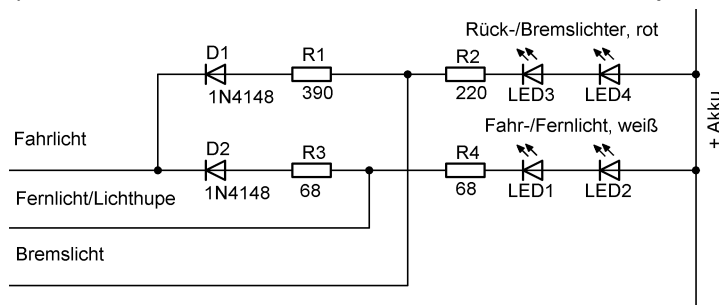 Rück-/Bremslichter, rot
D1
R1
R2
1N4148
390
220
LED3
LED4
+ Akku
Fahr-/Fernlicht, weiß
Fahrlicht
D2
R3
R4
1N4148
68
68
LED1
LED2
Fernlicht/Lichthupe
Bremslicht